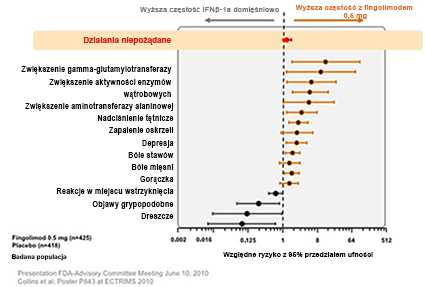 Wyższa częstość IFNβ-1a domięśniowo
Wyższa częstość z fingolimodem
0,5 mg
Działania niepożądane
Zwiększenie gamma-glutamylotransferazy
Zwiększenie aktywności enzymów
wątrobowych
Zwiększenie aminotransferazy alaninowej
Nadciśnienie tętnicze
Zapalenie oskrzeli
Depresja
Bóle stawów
Bóle mięsni
Gorączka
Reakcje w miejscu wstrzyknięcia
Objawy grypopodobne
Dreszcze
0.002 0.016 0.125 1 8 64 512
Względne ryzyko z 95% przedziałem ufności
Fingolimod 0.5 mg (n=425)
Placebo (n=418)
Badana populacja
Presentation FDA-Advisory Committee Meeting June 10, 2010
Collins et al, Poster P843 at ECTRIMS 2010